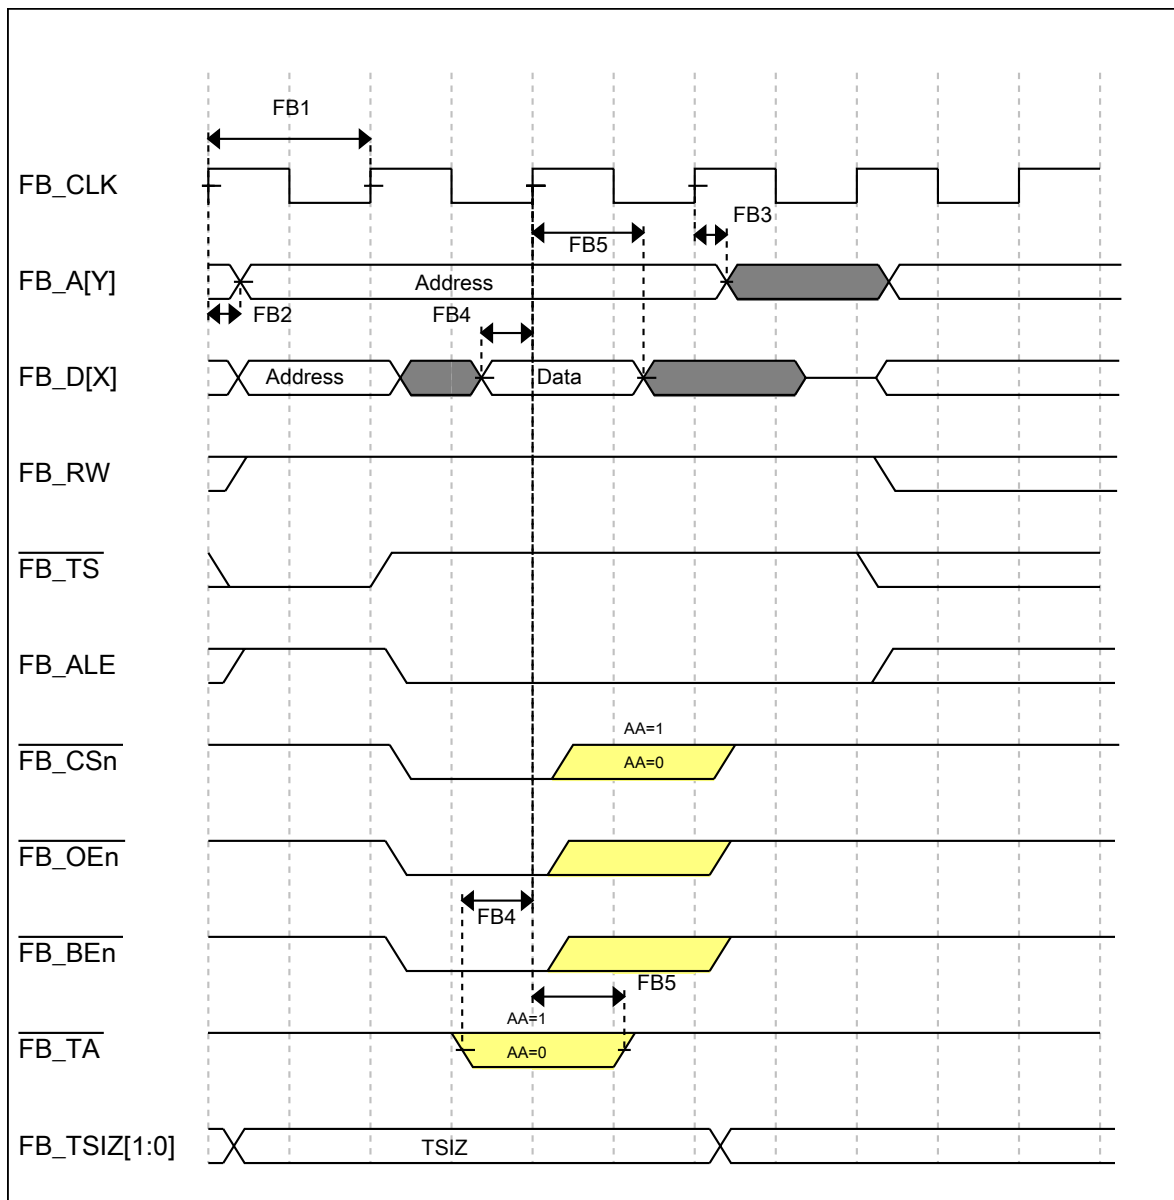 FB1
FB_CLK
FB3
FB5
FB_A[Y]
Address
FB2
FB4
FB_D[X]
Address
Data
FB_RW
FB_TS
FB_ALE
AA=1
FB_CSn
AA=0
FB_OEn
FB4
FB_BEn
FB5
AA=1
FB_TA
AA=0
FB_TSIZ[1:0]
TSIZ